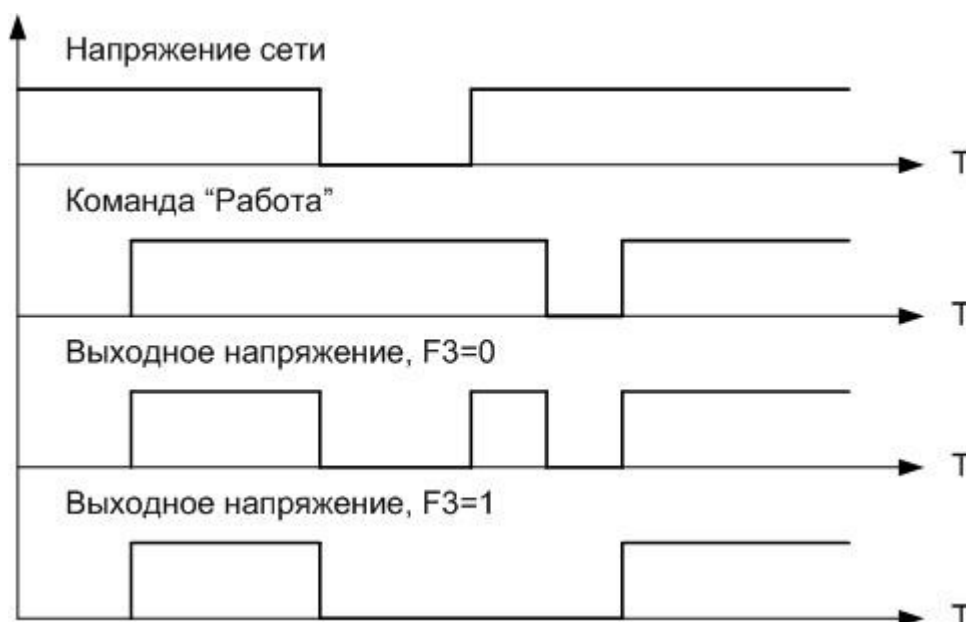 Напряжение сети
T
Команда “Работа”
T
Выходное напряжение, F3=0
T
Выходное напряжение, F3=1
T